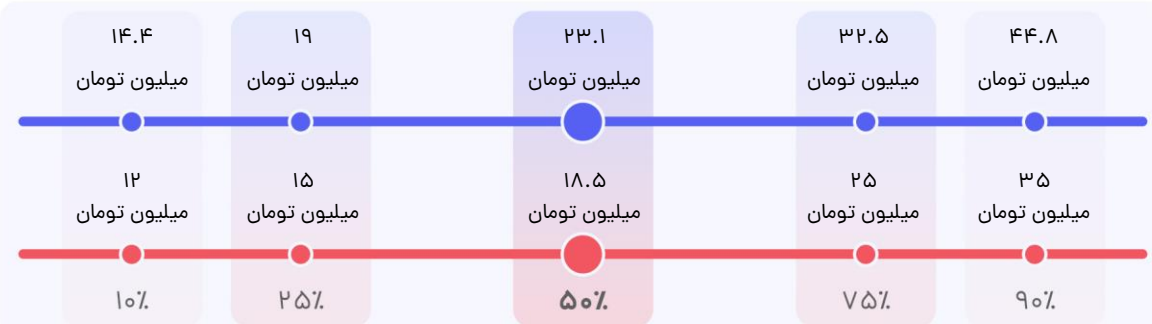 ۱۴.۴
میلیون تومان
۱۹
میلیون تومان
۲۳.۱
میلیون تومان
۳۲.۵
میلیون تومان
۴۴.۸
میلیون تومان
۱۲
میلیون تومان
۱۵
میلیون تومان
۱۸.۵
میلیون تومان
۲۵
میلیون تومان
۳۵
میلیون تومان
۱۰٪
۲۵٪
۵۰٪
۷۵٪
۹۰٪